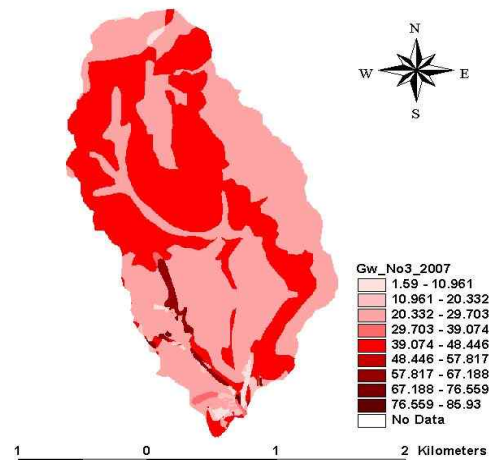 N
W E
S
Gw_No3_2007
1.59 - 10.961
10.961 - 20.332
20.332 - 29.703
29.703 - 39.074
39.074 - 48.446
48.446 - 57.817
57.817 - 67.188
67.188 - 76.559
76.559 - 85.93
No Data
1 0 1 2 Kilometers